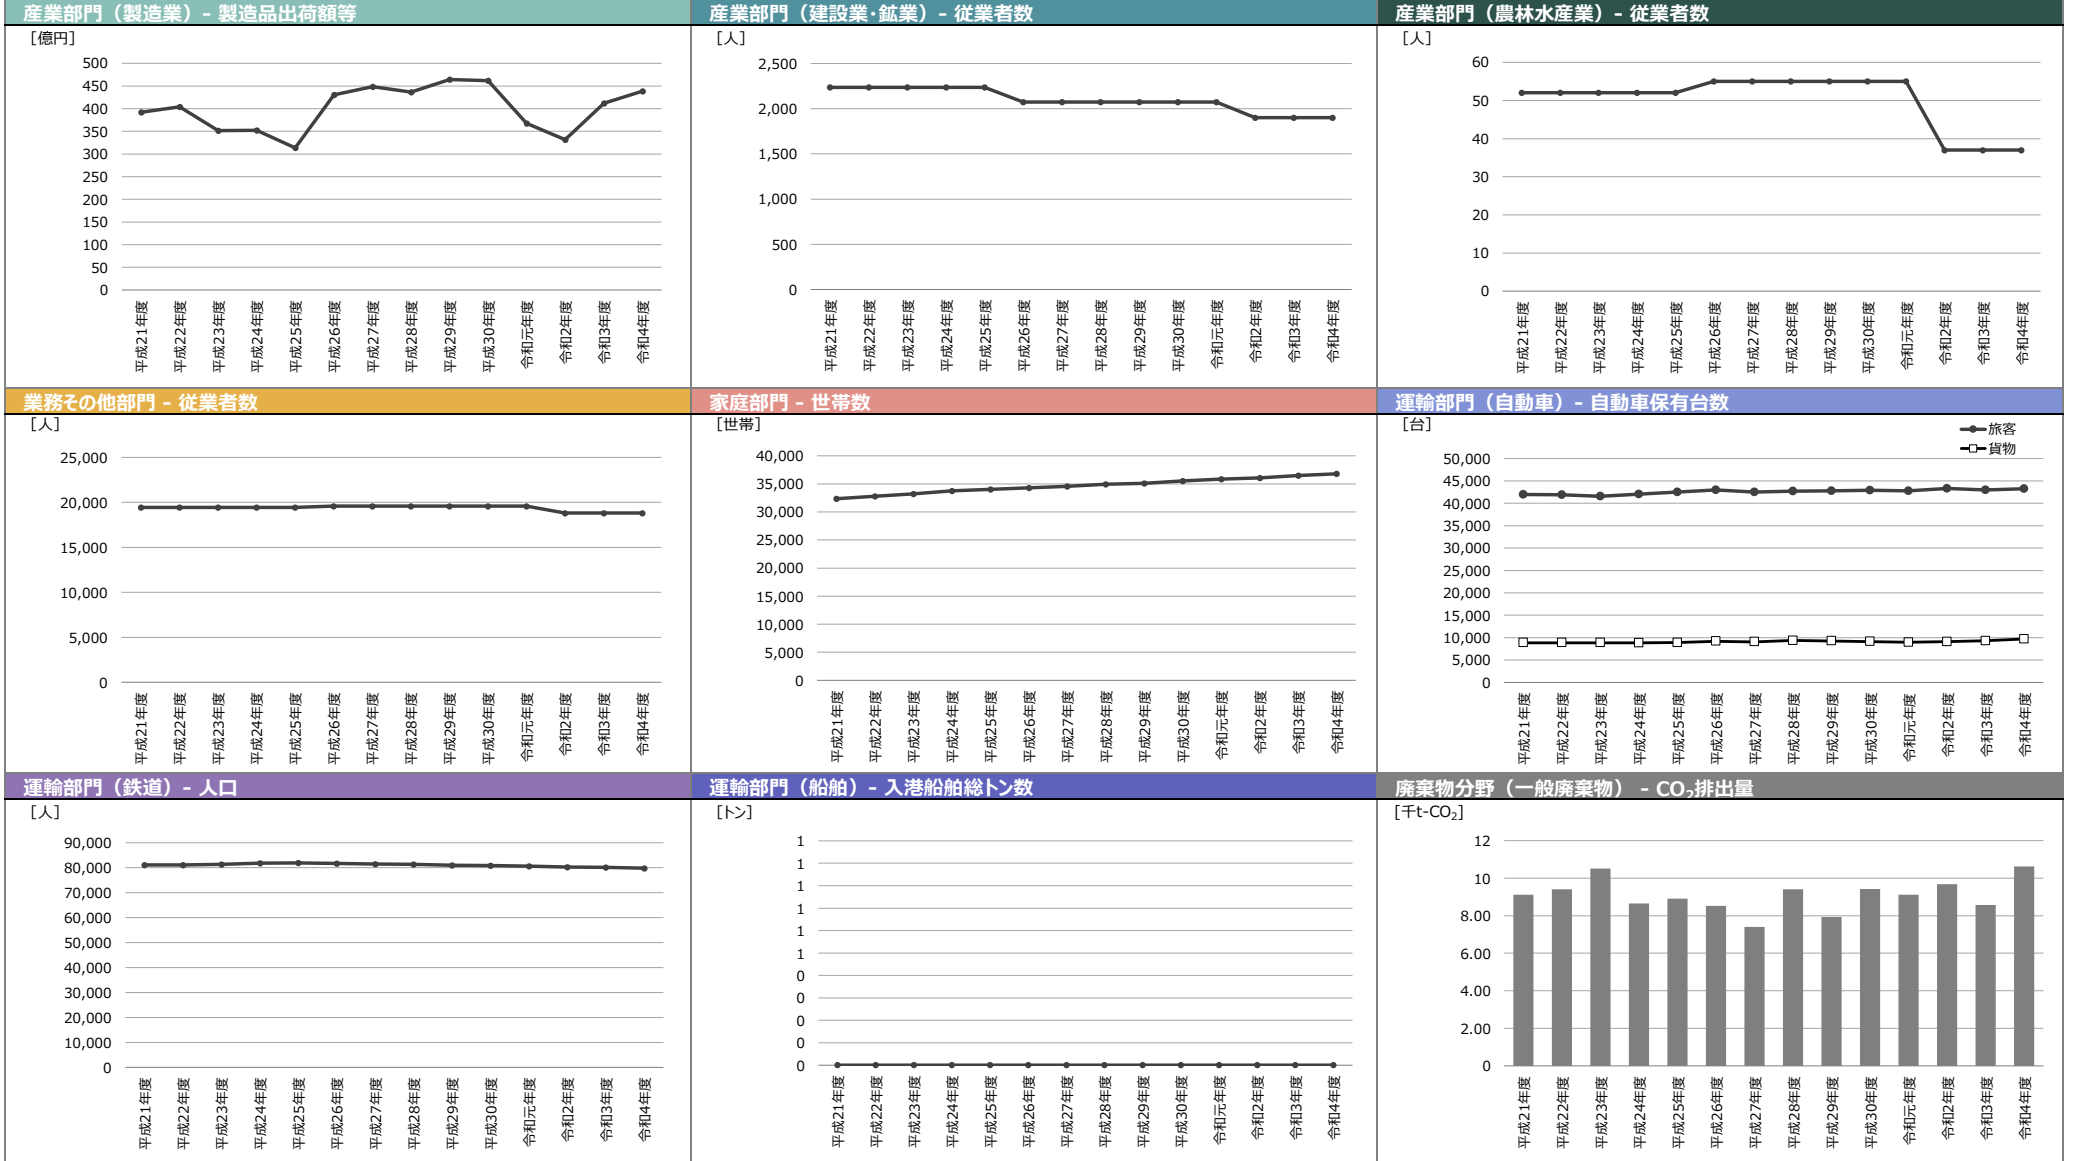 産業部門（製造業）- 製造品出荷額等
[億円]
500
450
400
350
300
250
200
150
100
50
0
平成21年度
平成22年度
平成23年度
平成24年度
平成25年度
平成26年度
平成27年度
平成28年度
平成29年度
平成30年度
令和元年度
令和2年度
令和3年度
令和4年度
産業部門（建設業･鉱業）- 従業者数
[人]
2,500
2,000
1,500
1,000
500
0
平成21年度
平成22年度
平成23年度
平成24年度
平成25年度
平成26年度
平成27年度
平成28年度
平成29年度
平成30年度
令和元年度
令和2年度
令和3年度
令和4年度
産業部門（農林水産業）- 従業者数
[人]
60
50
40
30
20
10
0
平成21年度
平成22年度
平成23年度
平成24年度
平成25年度
平成26年度
平成27年度
平成28年度
平成29年度
平成30年度
令和元年度
令和2年度
令和3年度
令和4年度
業務その他部門 - 従業者数
[人]
25,000
20,000
15,000
10,000
5,000
0
平成21年度
平成22年度
平成23年度
平成24年度
平成25年度
平成26年度
平成27年度
平成28年度
平成29年度
平成30年度
令和元年度
令和2年度
令和3年度
令和4年度
家庭部門 - 世帯数
[世帯]
40,000
35,000
30,000
25,000
20,000
15,000
10,000
5,000
0
平成21年度
平成22年度
平成23年度
平成24年度
平成25年度
平成26年度
平成27年度
平成28年度
平成29年度
平成30年度
令和元年度
令和2年度
令和3年度
令和4年度
運輸部門（自動車）- 自動車保有台数
[台]
旅客
貨物
50,000
45,000
40,000
35,000
30,000
25,000
20,000
15,000
10,000
5,000
0
平成21年度
平成22年度
平成23年度
平成24年度
平成25年度
平成26年度
平成27年度
平成28年度
平成29年度
平成30年度
令和元年度
令和2年度
令和3年度
令和4年度
運輸部門（鉄道）- 人口
[人]
90,000
80,000
70,000
60,000
50,000
40,000
30,000
20,000
10,000
0
平成21年度
平成22年度
平成23年度
平成24年度
平成25年度
平成26年度
平成27年度
平成28年度
平成29年度
平成30年度
令和元年度
令和2年度
令和3年度
令和4年度
運輸部門（船舶）- 入港船舶総トン数
[トン]
1
1
1
1
1
1
0
0
0
0
0
平成21年度
平成22年度
平成23年度
平成24年度
平成25年度
平成26年度
平成27年度
平成28年度
平成29年度
平成30年度
令和元年度
令和2年度
令和3年度
令和4年度
廃棄物分野（一般廃棄物） - CO₂排出量
[千t-CO₂]
12
10
8.00
6.00
4.00
2.00
0
平成21年度
平成22年度
平成23年度
平成24年度
平成25年度
平成26年度
平成27年度
平成28年度
平成29年度
平成30年度
令和元年度
令和2年度
令和3年度
令和4年度